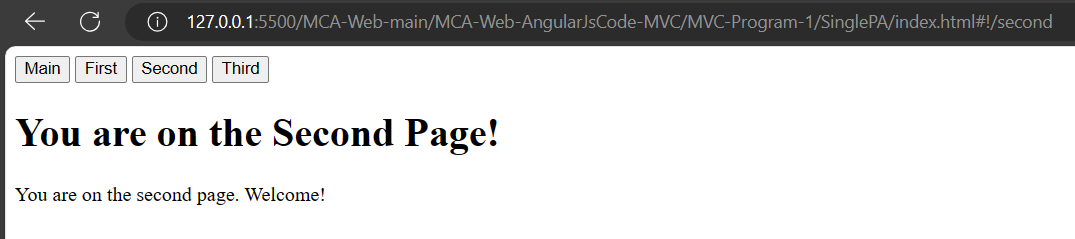 127.0.0.1:5500/MCA-Web-main/MCA-Web-AngularJsCode-MVC/MVC-Program-1/SinglePA/index.html#!/second
Main First Second Third
You are on the Second Page!
You are on the second page. Welcome!